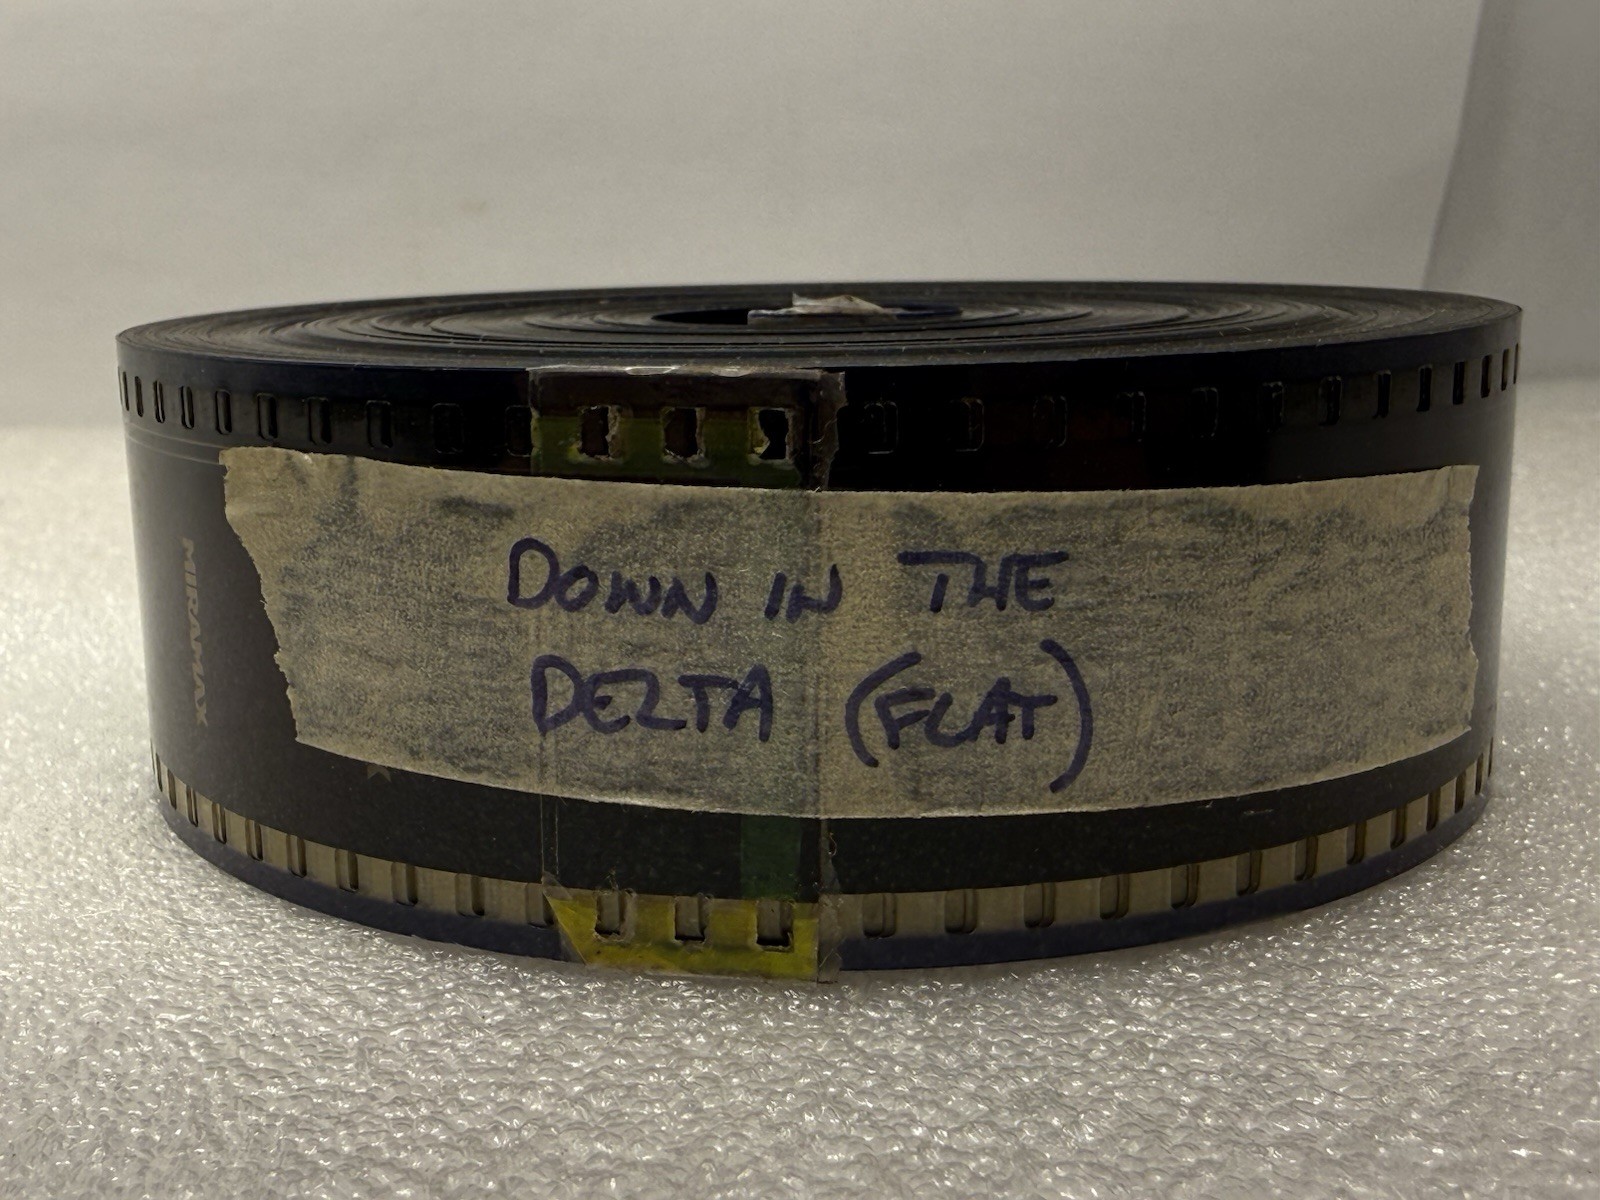 MIRAMAX
DOWN IN THE
DELTA (FLAT)